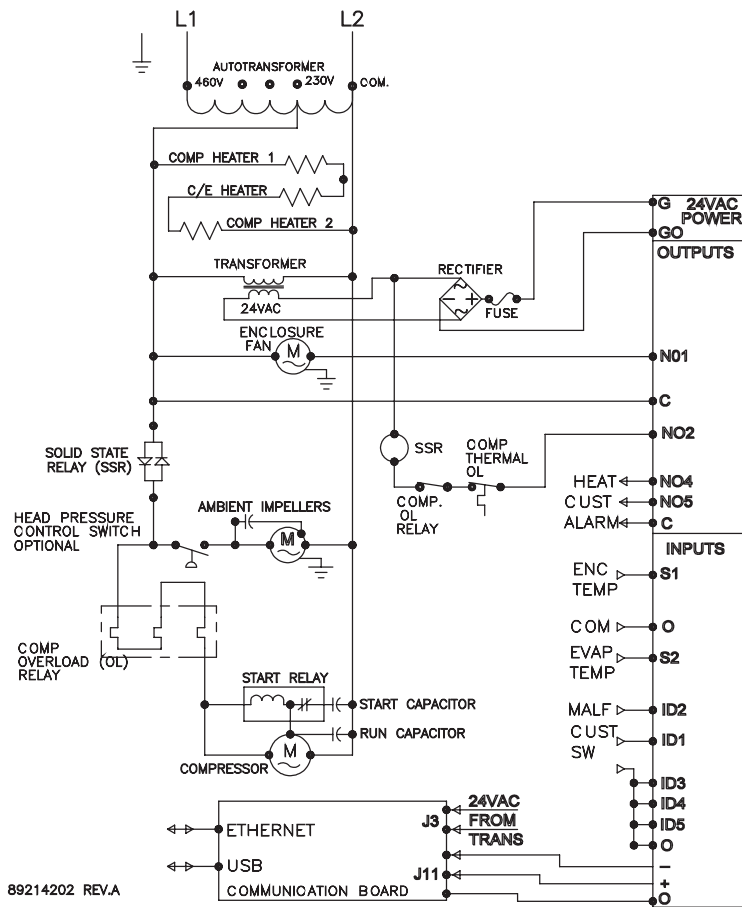 L1
L2
AUTOTRANSFORMER
460V
230V
COM.
COMP HEATER 1
C/E HEATER
COMP HEATER 2
TRANSFORMER
24VAC
RECTIFIER
FUSE
G
24VAC
POWER
GO
OUTPUTS
ENCLOSURE
FAN
M
N01
C
NO2
SOLID STATE
RELAY (SSR)
SSR
COMP
THERMAL
OL
COMP.
OL
RELAY
HEAT
NO4
CUST
NO5
ALARM
C
HEAD PRESSURE
CONTROL SWITCH
OPTIONAL
AMBIENT IMPELLERS
M
INPUTS
ENC
TEMP
S1
COM
O
EVAP
TEMP
S2
COMP
OVERLOAD (OL)
RELAY
START RELAY
START CAPACITOR
RUN CAPACITOR
M
COMPRESSOR
MALF
ID2
CUST
SW
ID1
ID3
ID4
ID5
O
ETHERNET
USB
COMMUNICATION BOARD
J3
24VAC
FROM
TRANS
J11
−
+
O
89214202 REV.A